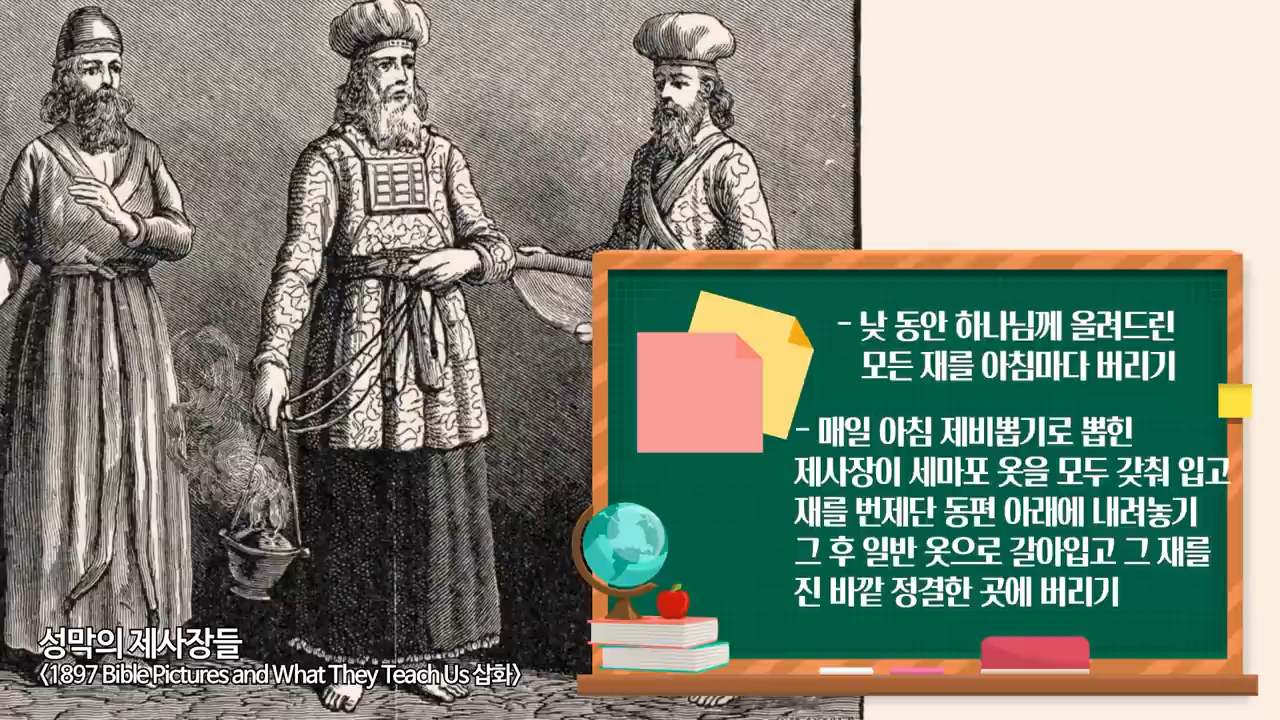 - 낮 동안 하나님께 올려드린
모든 재를 아침마다 버리기
- 매일 아침 제비뽑기로 뽑힌
제사장이 세마포 옷을 모두 갖춰 입고
재를 번제단 동편 아래에 내려놓기
그 후 일반 옷으로 갈아입고 그 재를
진 바깥 정결한 곳에 버리기
성막의 제사장들
〈1897 Bible Pictures and What They Teach Us 삽화〉